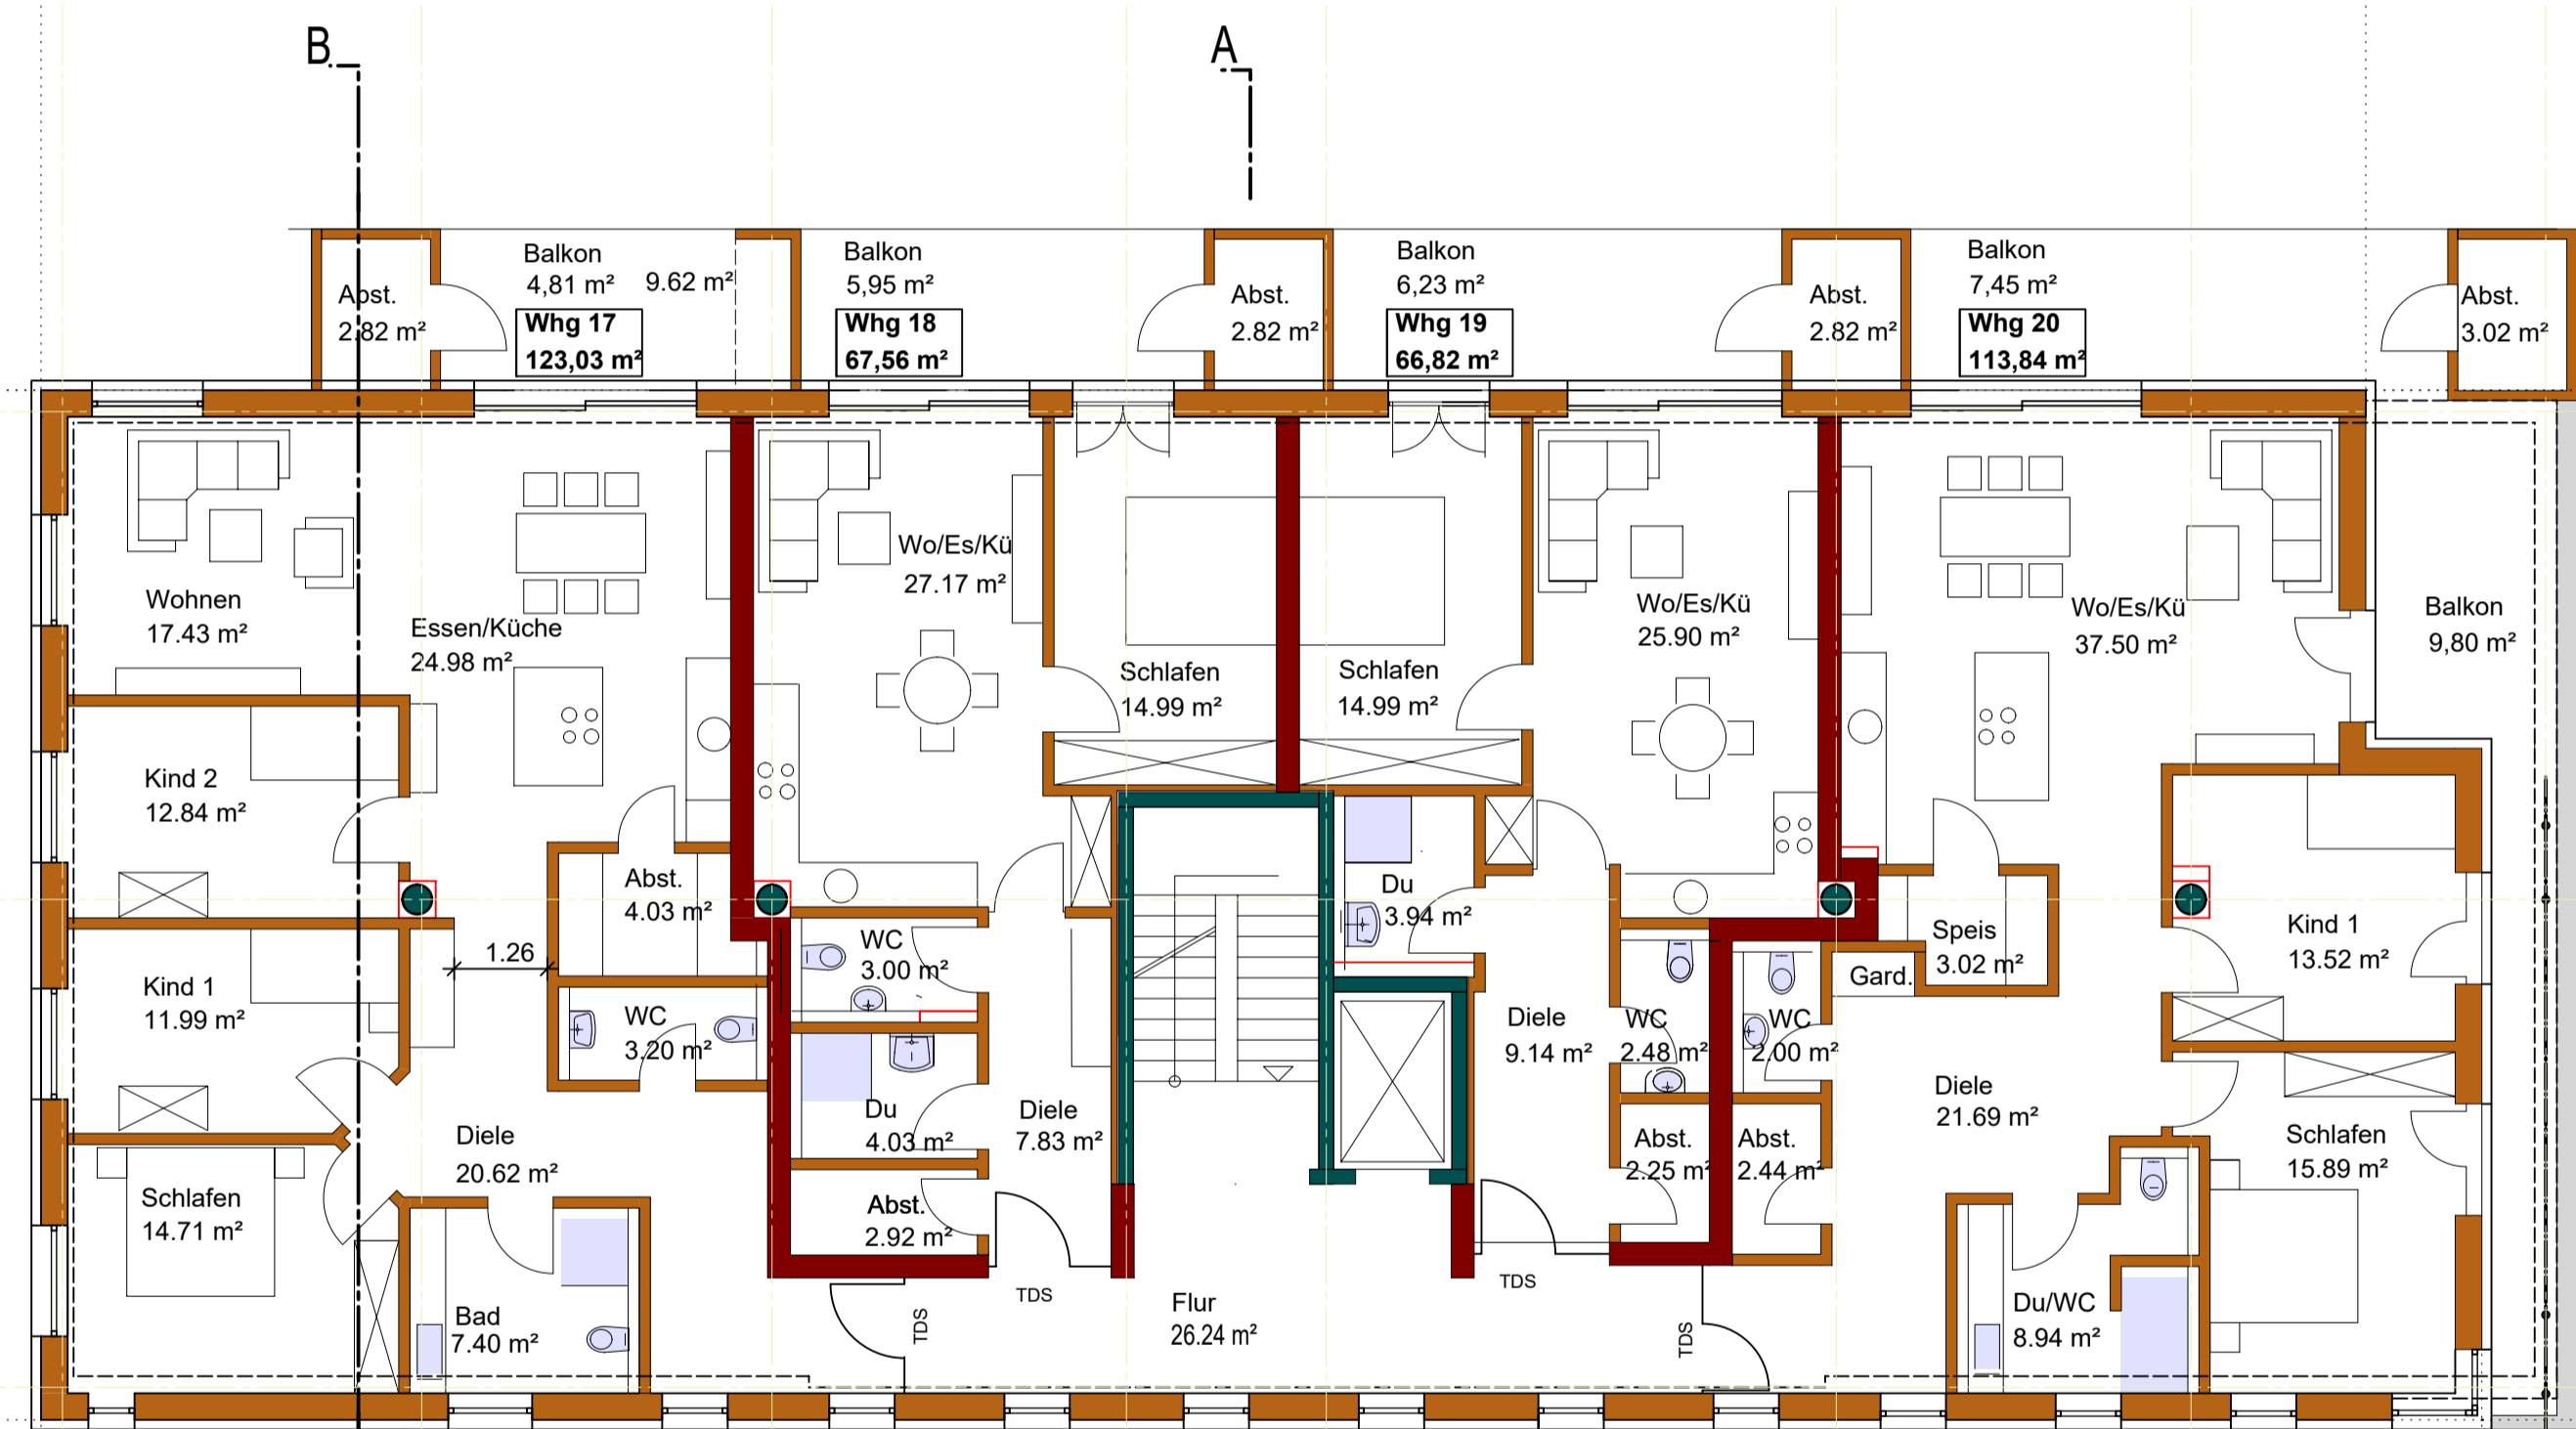 B
A
Balkon
4,81 m²
9.62 m²
Balkon
5,95 m²
Balkon
6,23 m²
Balkon
7,45 m²
Abst.
2.82 m²
Whg 17
123,03 m²
Whg 18
67,56 m²
Abst.
2.82 m²
Whg 19
66,82 m²
Abst.
2.82 m²
Whg 20
113,84 m²
Abst.
3.02 m²
Wohnen
17.43 m²
Essen/Küche
24.98 m²
Wo/Es/Kü
27.17 m²
Schlafen
14.99 m²
Schlafen
14.99 m²
Wo/Es/Kü
25.90 m²
Wo/Es/Kü
37.50 m²
Balkon
9,80 m²
Kind 2
12.84 m²
Abst.
4.03 m²
Du
3.94 m²
Kind 1
11.99 m²
1.26
WC
3.00 m²
WC
3.20 m²
Speis
3.02 m²
Gard.
Kind 1
13.52 m²
Diele
9.14 m²
WC
2.48 m²
WC
2.00 m²
Diele
20.62 m²
Du
4.03 m²
Diele
7.83 m²
Abst.
2.25 m²
Abst.
2.44 m²
Diele
21.69 m²
Schlafen
15.89 m²
Schlafen
14.71 m²
Abst.
2.92 m²
Bad
7.40 m²
TDS
TDS
Flur
26.24 m²
TDS
TDS
Du/WC
8.94 m²